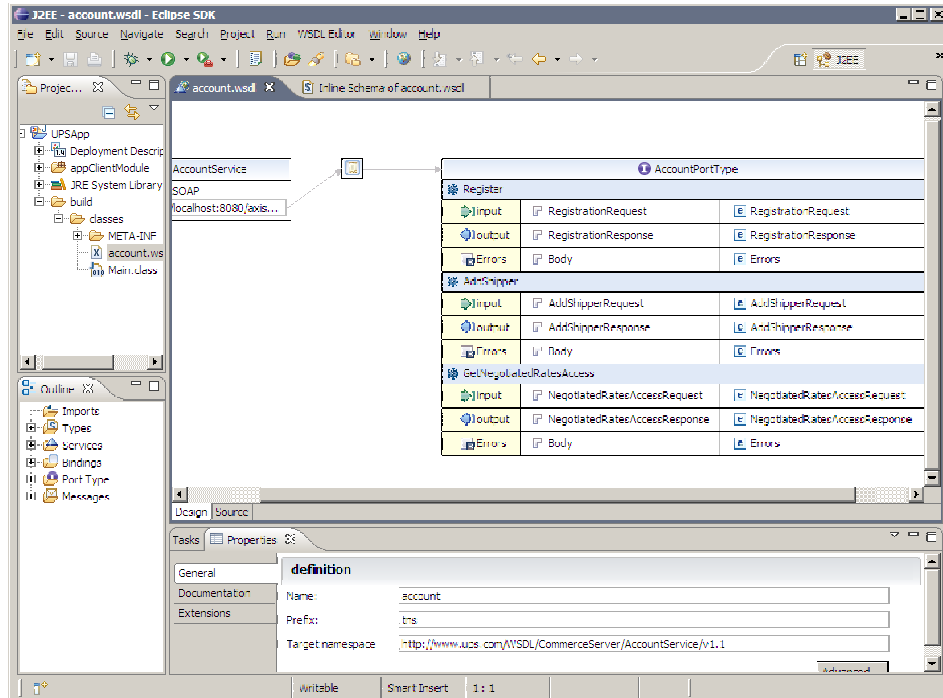 J2EE - account.wsdl - Eclipse SDK
File Edit Source Navigate Search Project Run WSDL Editor Window Help
J2EE
Projec...
UPSApp
Deployment Descrip
appClientModule
JRE System Library
build
classes
META-INF
account.ws
Main.class
Outline
Imports
Types
Services
Bindings
Port Type
Messages
account.wsdl
Inline Schema of account.wsdl
AccountService
SOAP
localhost:8080/axis...
AccountPortType
Register
input RegistrationRequest RegistrationRequest
output RegistrationResponse RegistrationResponse
Errors Body Errors
AddShipper
input AddShipperRequest AddShipperRequest
output AddShipperResponse AddShipperResponse
Errors Body Errors
GetNegotiatedRatesAccess
input NegotiatedRatesAccessRequest NegotiatedRatesAccessRequest
output NegotiatedRatesAccessResponse NegotiatedRatesAccessResponse
Errors Body Errors
Design Source
Tasks Properties
General
Documentation
Extensions
definition
Name: account
Prefix: tns
Target namespace http://www.ups.com/WSDL/CommerceServer/AccountService/v1.1
Advanced...
Writable Smart Insert 1 : 1